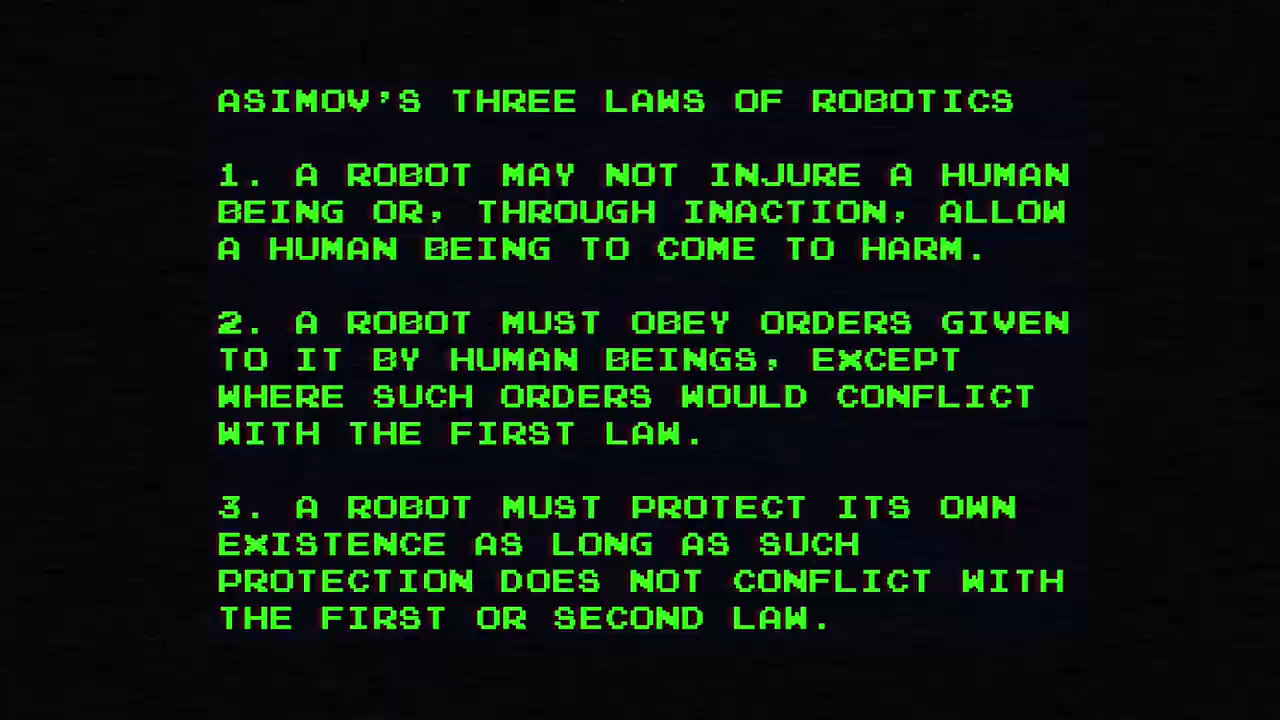 ASIMOV'S THREE LAWS OF ROBOTICS
1. A ROBOT MAY NOT INJURE A HUMAN
BEING OR, THROUGH INACTION, ALLOW
A HUMAN BEING TO COME TO HARM.
2. A ROBOT MUST OBEY ORDERS GIVEN
TO IT BY HUMAN BEINGS, EXCEPT
WHERE SUCH ORDERS WOULD CONFLICT
WITH THE FIRST LAW.
3. A ROBOT MUST PROTECT ITS OWN
EXISTENCE AS LONG AS SUCH
PROTECTION DOES NOT CONFLICT WITH
THE FIRST OR SECOND LAW.